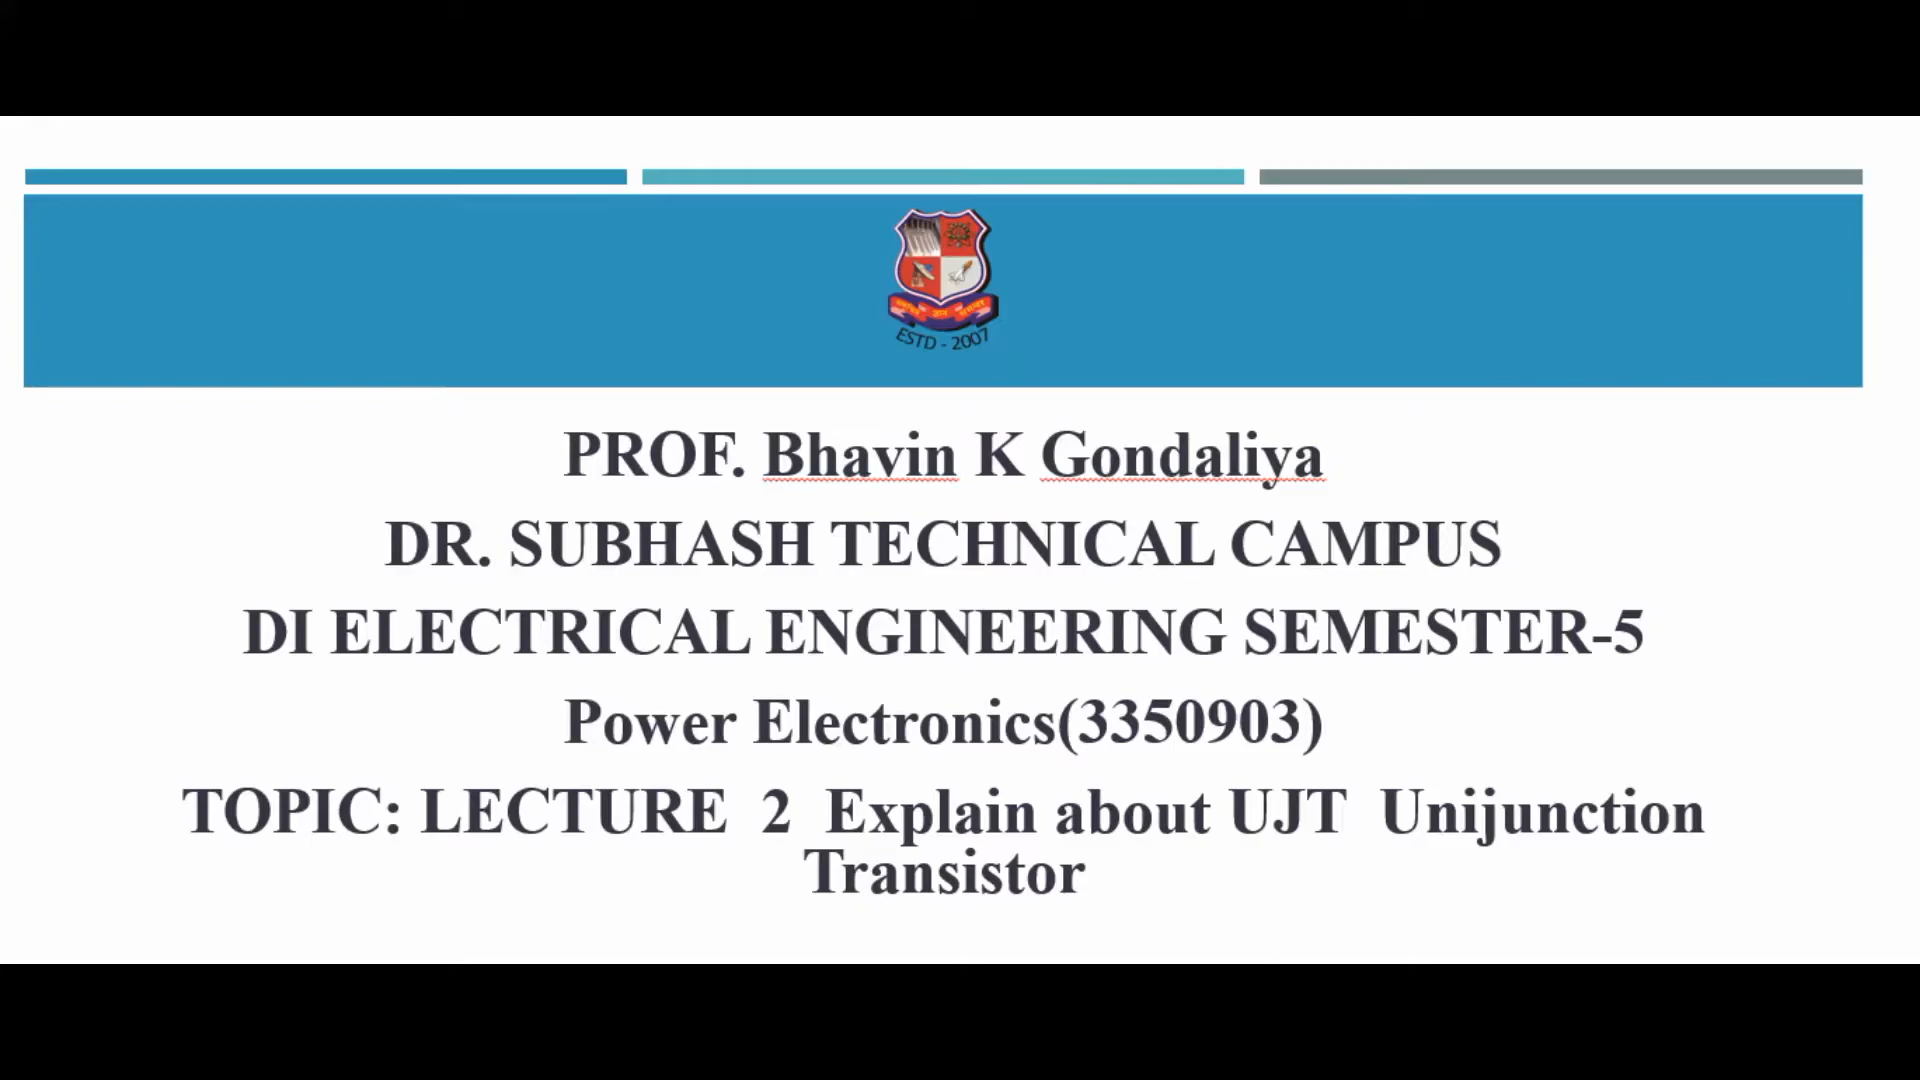 ESTD - 2007
PROF. Bhavin K Gondaliya
DR. SUBHASH TECHNICAL CAMPUS
DI ELECTRICAL ENGINEERING SEMESTER-5
Power Electronics(3350903)
TOPIC: LECTURE 2 Explain about UJT Unijunction
Transistor